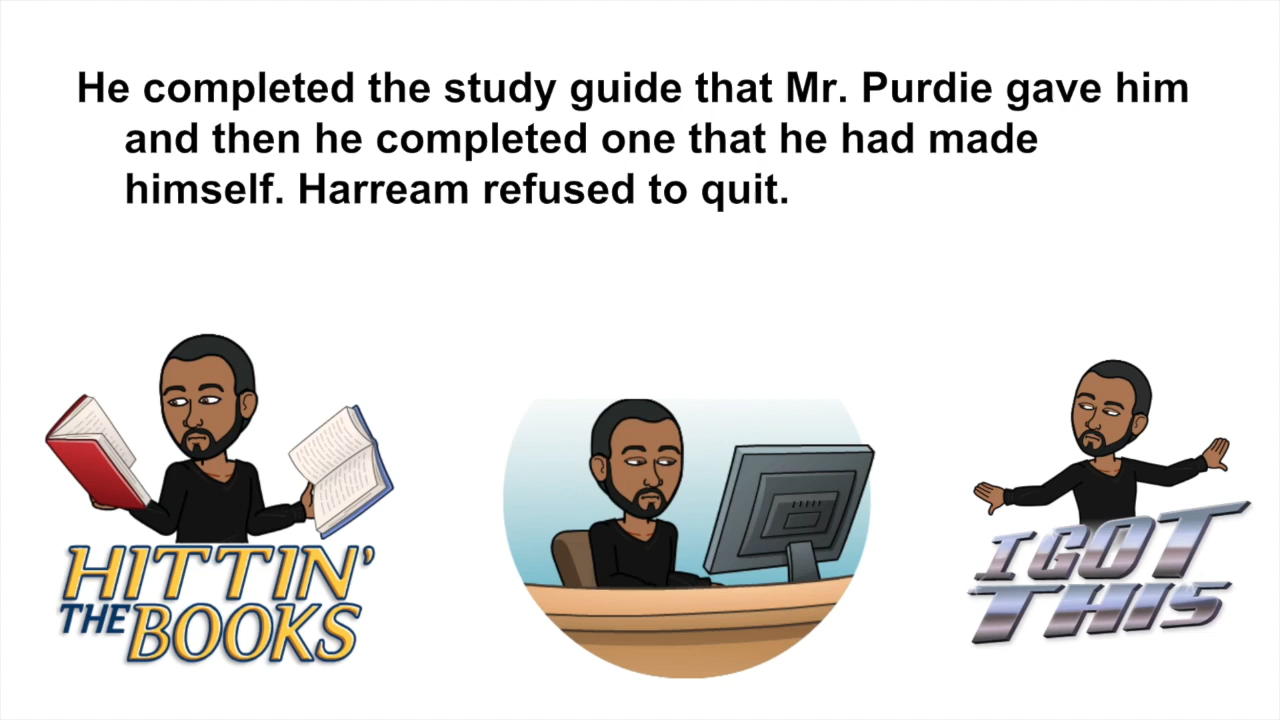 He completed the study guide that Mr. Purdie gave him
and then he completed one that he had made
himself. Harream refused to quit.
HITTIN'
THE BOOKS
I GOT
THIS